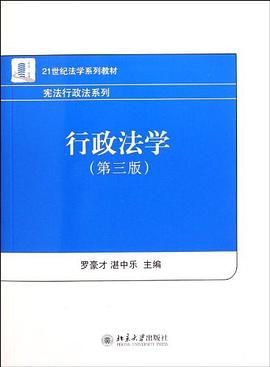 21世纪法学系列教材
宪法行政法系列
行政法学
(第三版)
罗豪才 湛中乐 主编
北京大学出版社